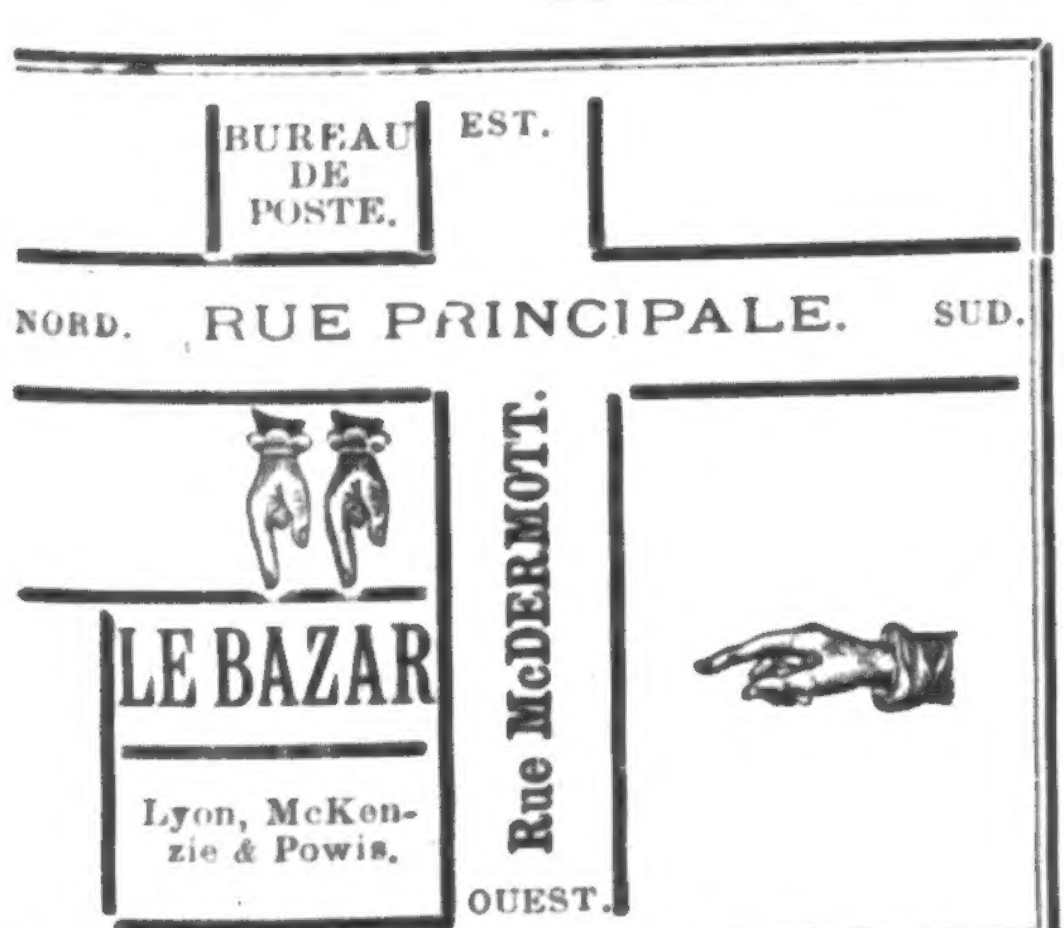 BUREAU
DE
POSTE.
EST.
NORD.
RUE PRINCIPALE.
SUD.
Rue McDERMOTT.
LE BAZAR
Lyon, McKen-
zie & Powis.
OUEST.